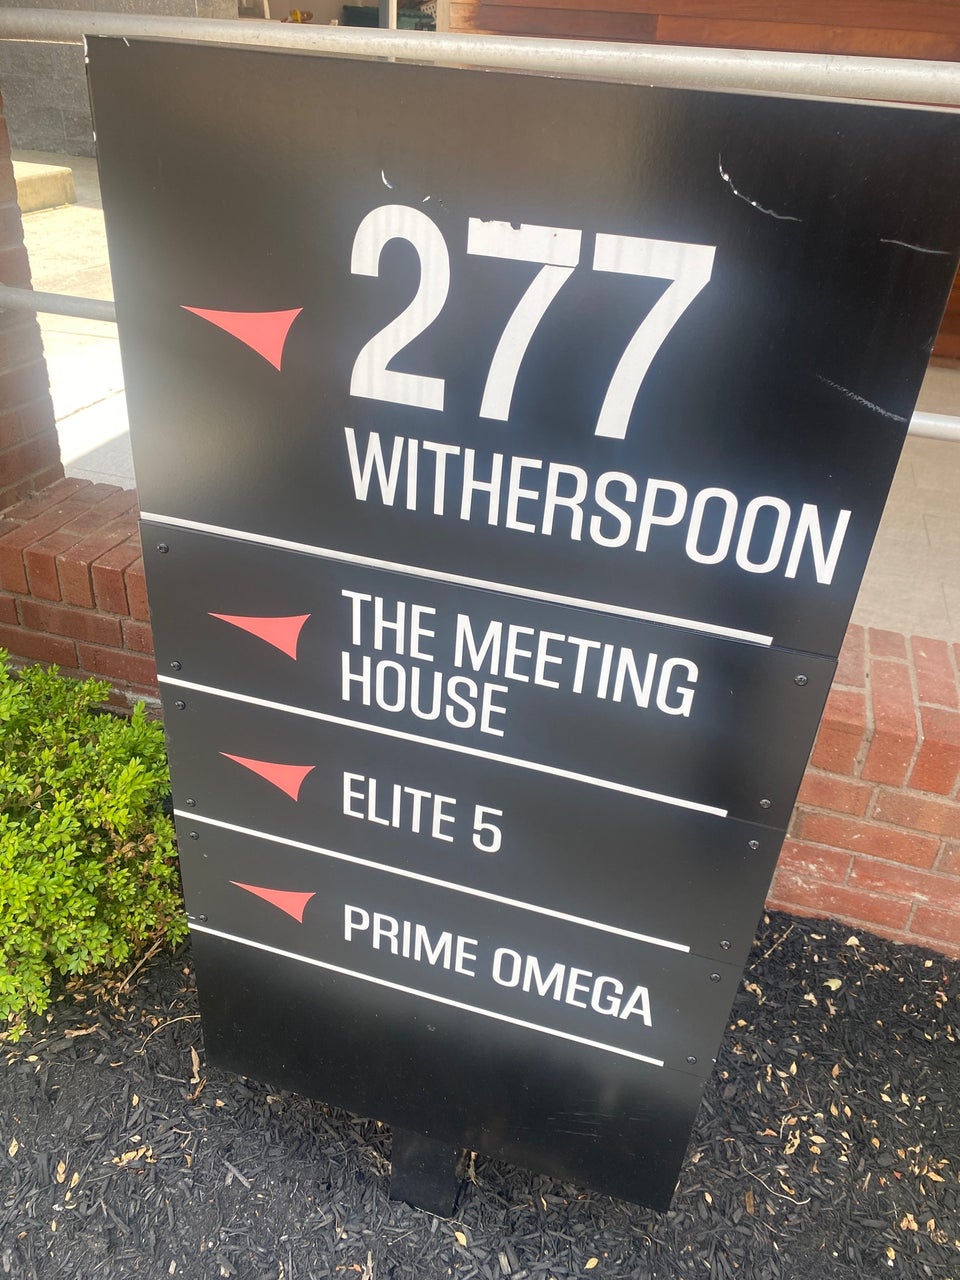 277
WITHERSPOON
THE MEETING
HOUSE
ELITE 5
PRIME OMEGA